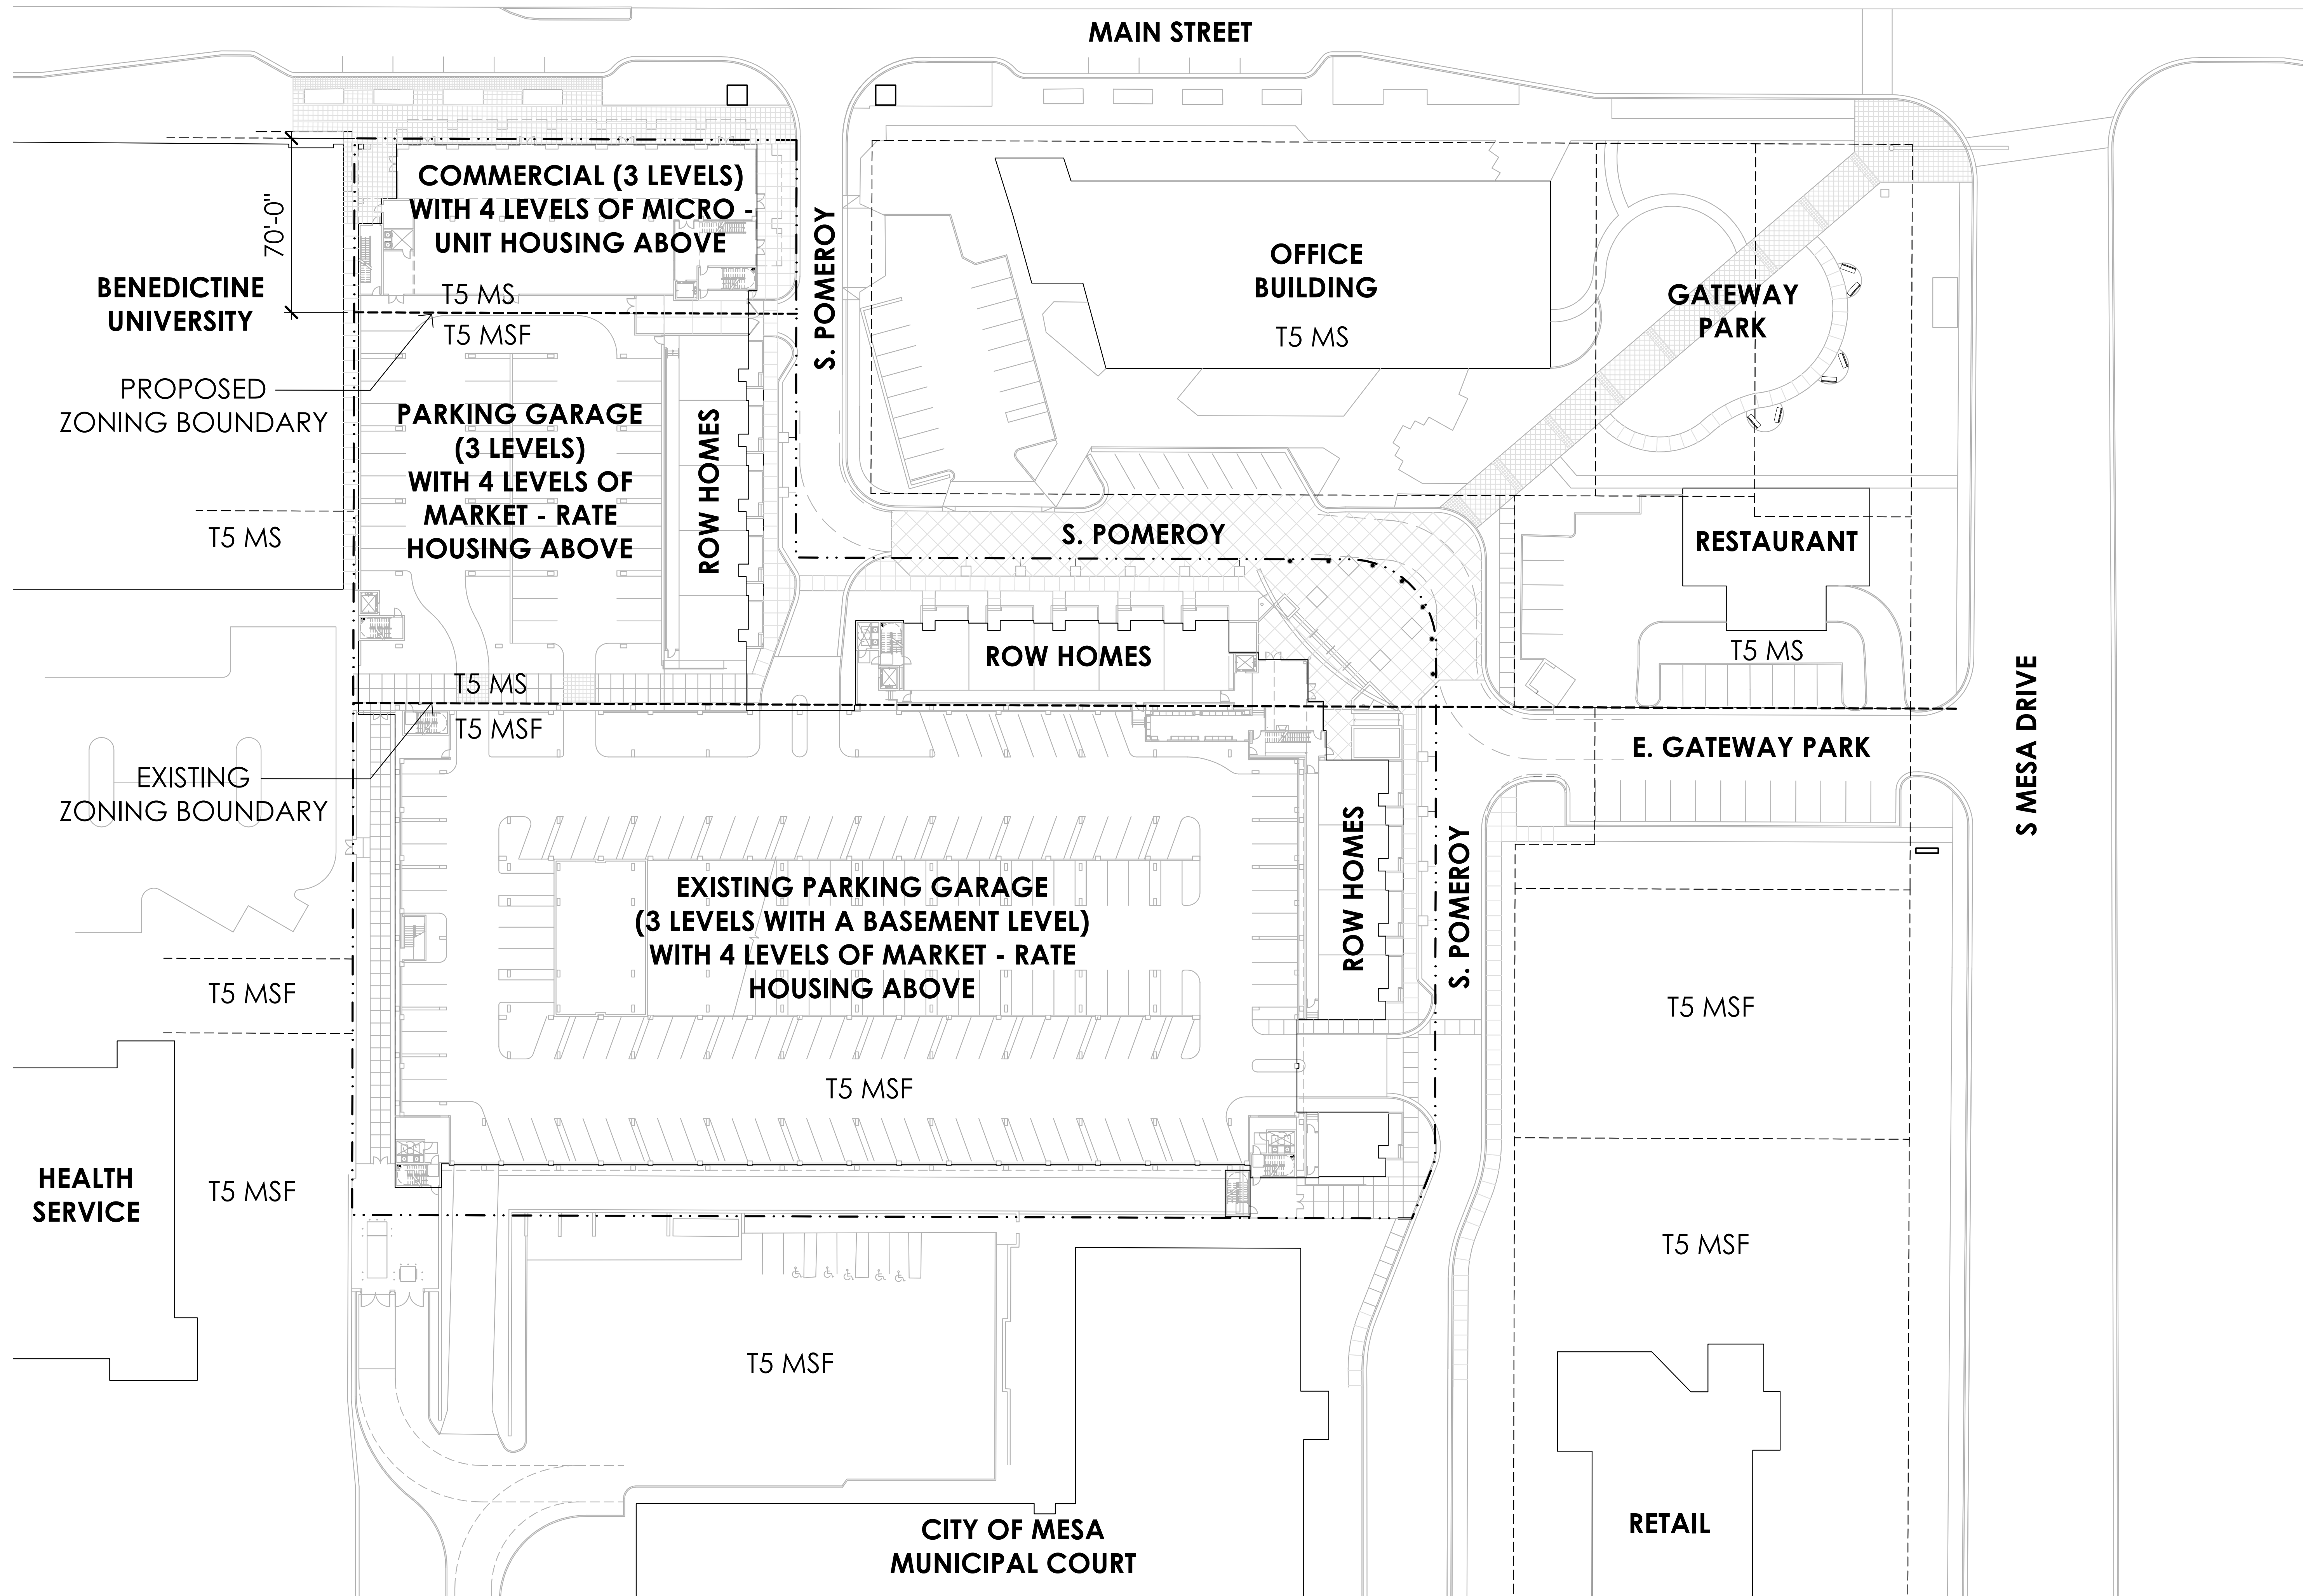 MAIN STREET
COMMERCIAL (3 LEVELS)
WITH 4 LEVELS OF MICRO -
UNIT HOUSING ABOVE
70'-0"
S. POMEROY
OFFICE
BUILDING
T5 MS
GATEWAY
PARK
BENEDICTINE
UNIVERSITY
T5 MS
T5 MSF
PROPOSED
ZONING BOUNDARY
PARKING GARAGE
(3 LEVELS)
WITH 4 LEVELS OF
MARKET - RATE
HOUSING ABOVE
ROW HOMES
T5 MS
S. POMEROY
RESTAURANT
T5 MS
ROW HOMES
T5 MS
T5 MSF
EXISTING
ZONING BOUNDARY
E. GATEWAY PARK
S MESA DRIVE
EXISTING PARKING GARAGE
(3 LEVELS WITH A BASEMENT LEVEL)
WITH 4 LEVELS OF MARKET - RATE
HOUSING ABOVE
ROW HOMES
S. POMEROY
T5 MSF
T5 MSF
T5 MSF
HEALTH
SERVICE
T5 MSF
T5 MSF
T5 MSF
CITY OF MESA
MUNICIPAL COURT
RETAIL